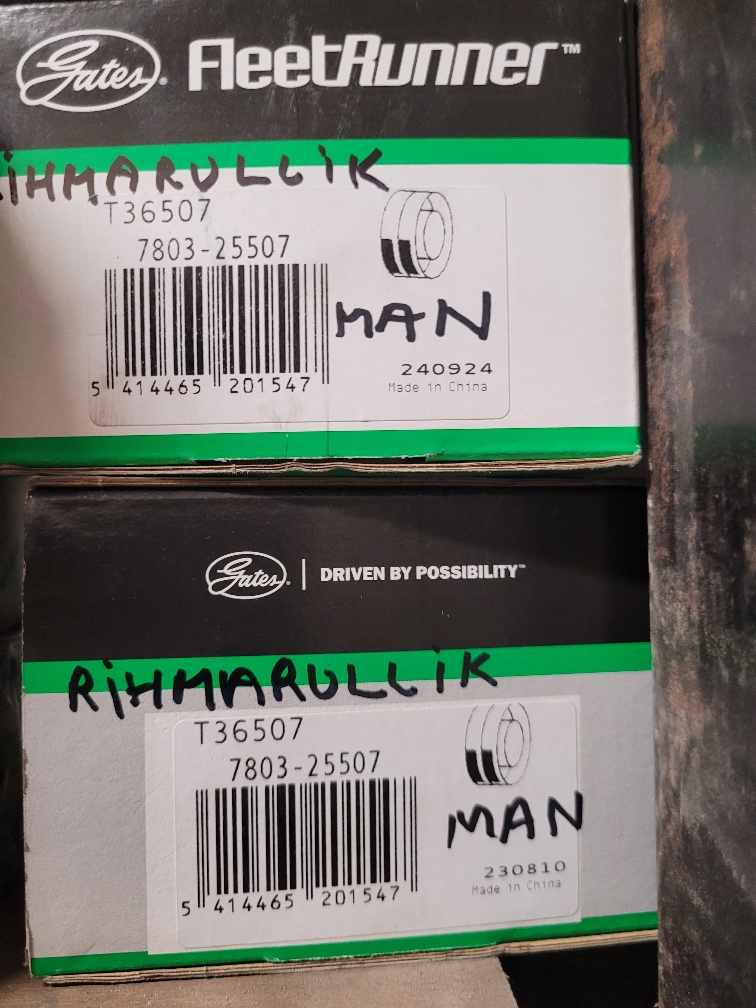 Gates® FleetRunner™
RIHMARULLIK
T36507
7803-25507
MAN
240924
Made in China
5 414465 201547
Gates® | DRIVEN BY POSSIBILITY™
RIHMARULLIK
T36507
7803-25507
MAN
230810
Made in China
5 414465 201547